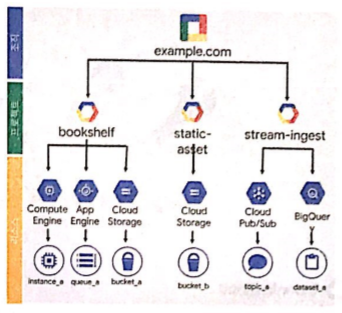 조직
example.com
프로젝트
bookshelf
static-
asset
stream-ingest
리소스
Compute
Engine
App
Engine
Cloud
Storage
Cloud
Storage
Cloud
Pub/Sub
BigQuer
y
instance_a
queue_a
bucket_a
bucket_b
topic_a
dataset_a